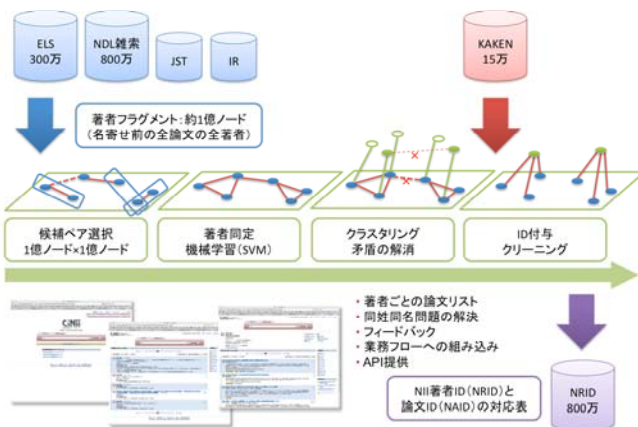 ELS
300万
NDL雑索
800万
JST
IR
KAKEN
15万
著者フラグメント:約1億ノード
(名寄せ前の全論文の全著者)
候補ペア選択
1億ノード×1億ノード
著者同定
機械学習(SVM)
クラスタリング
矛盾の解消
ID付与
クリーニング
CiNii
• 著者ごとの論文リスト
• 同姓同名問題の解決
• フィードバック
• 業務フローへの組み込み
• API提供
NII著者ID(NRID)と
論文ID(NAID)の対応表
NRID
800万